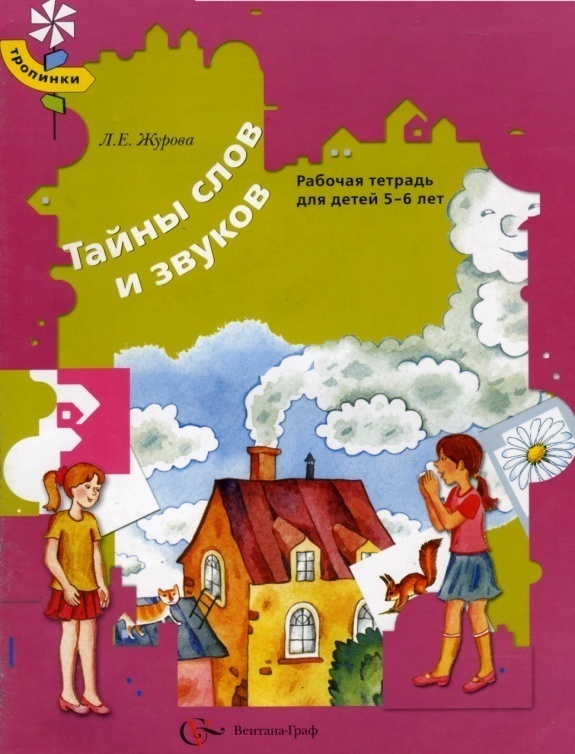 тропинки
Л.Е. Журова
Тайны слов
и звуков
Рабочая тетрадь
для детей 5–6 лет
Вентана-Граф